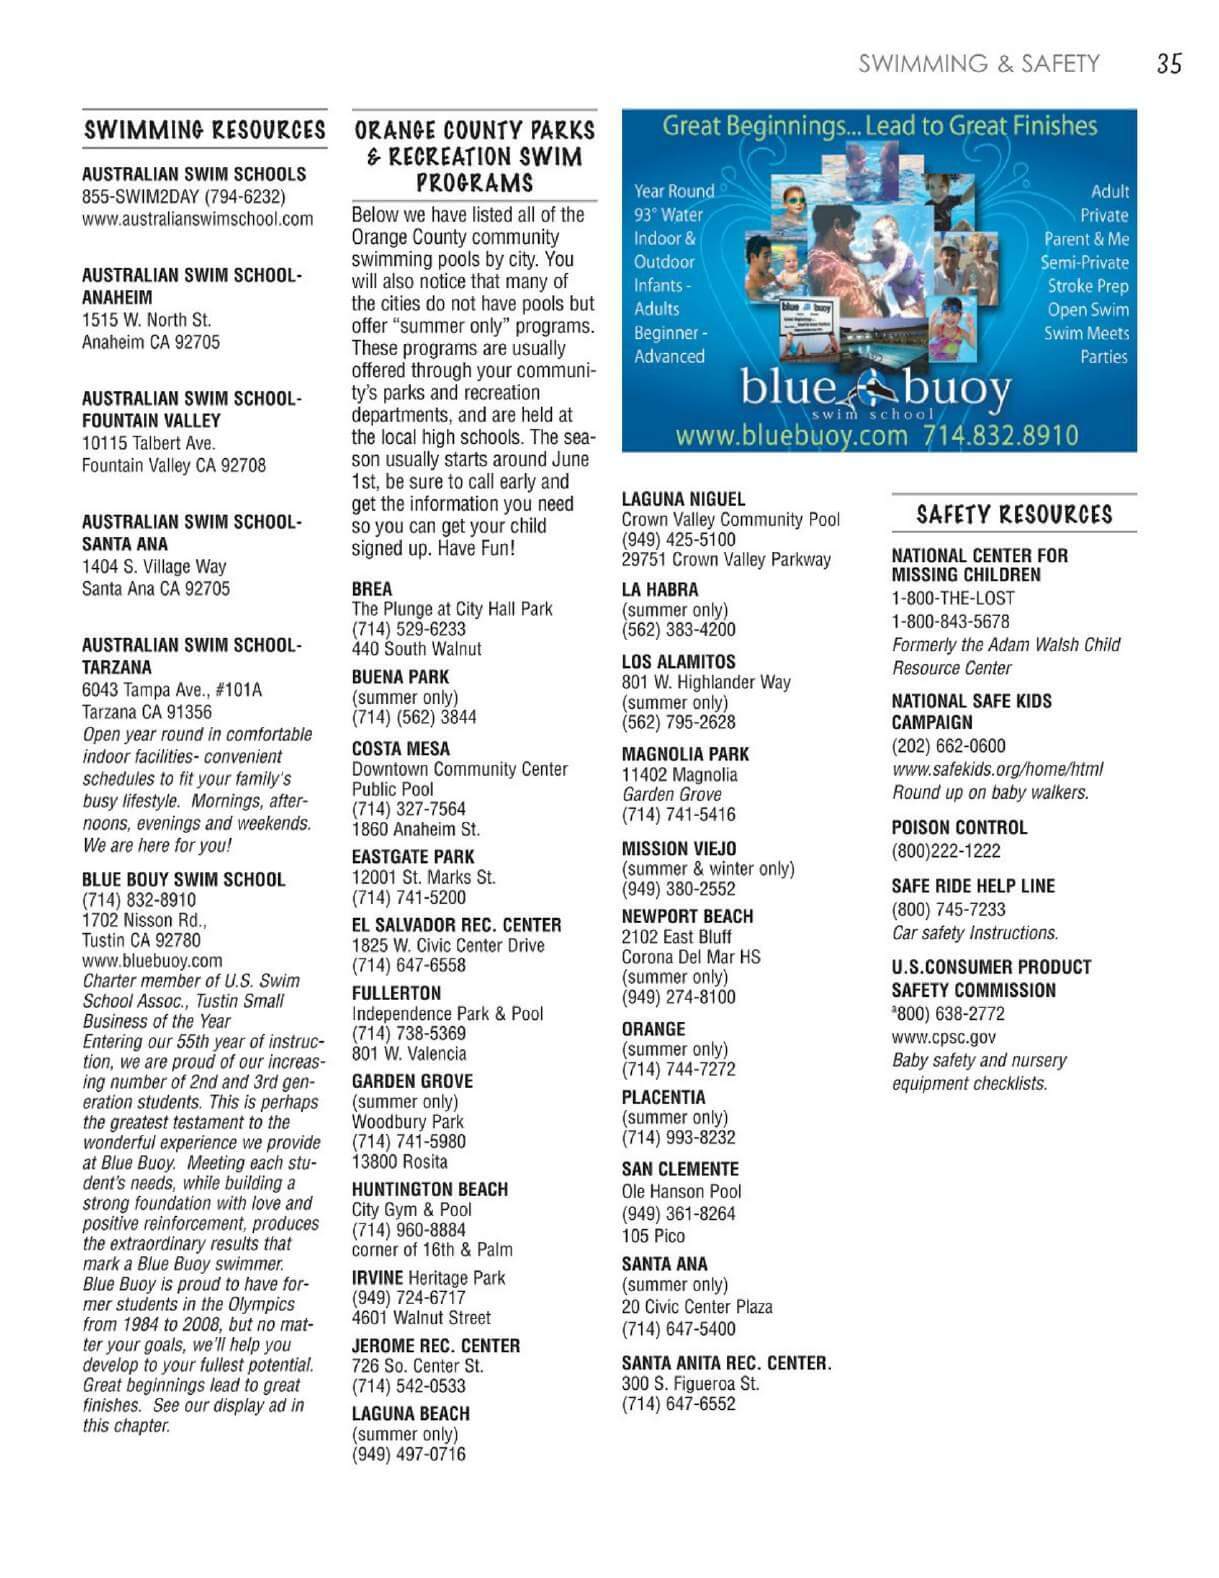 SWIMMING & SAFETY 35
SWIMMING RESOURCES
AUSTRALIAN SWIM SCHOOLS
855-SWIM2DAY (794-6232)
www.australianswimschool.com
AUSTRALIAN SWIM SCHOOL-
ANAHEIM
1515 W. North St.
Anaheim CA 92705
AUSTRALIAN SWIM SCHOOL-
FOUNTAIN VALLEY
10115 Talbert Ave.
Fountain Valley CA 92708
AUSTRALIAN SWIM SCHOOL-
SANTA ANA
1404 S. Village Way
Santa Ana CA 92705
AUSTRALIAN SWIM SCHOOL-
TARZANA
6043 Tampa Ave., #101A
Tarzana CA 91356
Open year round in comfortable
indoor facilities- convenient
schedules to fit your family's
busy lifestyle. Mornings, after-
noons, evenings and weekends.
We are here for you!
BLUE BOUY SWIM SCHOOL
(714) 832-8910
1702 Nisson Rd.,
Tustin CA 92780
www.bluebuoy.com
Charter member of U.S. Swim
School Assoc., Tustin Small
Business of the Year
Entering our 55th year of instruc-
tion, we are proud of our increas-
ing number of 2nd and 3rd gen-
eration students. This is perhaps
the greatest testament to the
wonderful experience we provide
at Blue Buoy. Meeting each stu-
dent's needs, while building a
strong foundation with love and
positive reinforcement, produces
the extraordinary results that
mark a Blue Buoy swimmer.
Blue Buoy is proud to have for-
mer students in the Olympics
from 1984 to 2008, but no mat-
ter your goals, we'll help you
develop to your fullest potential.
Great beginnings lead to great
finishes. See our display ad in
this chapter.
ORANGE COUNTY PARKS
& RECREATION SWIM
PROGRAMS
Below we have listed all of the
Orange County community
swimming pools by city. You
will also notice that many of
the cities do not have pools but
offer “summer only” programs.
These programs are usually
offered through your communi-
ty’s parks and recreation
departments, and are held at
the local high schools. The sea-
son usually starts around June
1st, be sure to call early and
get the information you need
so you can get your child
signed up. Have Fun!
BREA
The Plunge at City Hall Park
(714) 529-6233
440 South Walnut
BUENA PARK
(summer only)
(714) (562) 3844
COSTA MESA
Downtown Community Center
Public Pool
(714) 327-7564
1860 Anaheim St.
EASTGATE PARK
12001 St. Marks St.
(714) 741-5200
EL SALVADOR REC. CENTER
1825 W. Civic Center Drive
(714) 647-6558
FULLERTON
Independence Park & Pool
(714) 738-5369
801 W. Valencia
GARDEN GROVE
(summer only)
Woodbury Park
(714) 741-5980
13800 Rosita
HUNTINGTON BEACH
City Gym & Pool
(714) 960-8884
corner of 16th & Palm
IRVINE Heritage Park
(949) 724-6717
4601 Walnut Street
JEROME REC. CENTER
726 So. Center St.
(714) 542-0533
LAGUNA BEACH
(summer only)
(949) 497-0716
Great Beginnings... Lead to Great Finishes
Year Round
93° Water
Indoor &
Outdoor
Infants -
Adults
Beginner -
Advanced
Adult
Private
Parent & Me
Semi-Private
Stroke Prep
Open Swim
Swim Meets
Parties
blue buoy
blue buoy
swim school
www.bluebuoy.com 714.832.8910
LAGUNA NIGUEL
Crown Valley Community Pool
(949) 425-5100
29751 Crown Valley Parkway
LA HABRA
(summer only)
(562) 383-4200
LOS ALAMITOS
801 W. Highlander Way
(summer only)
(562) 795-2628
MAGNOLIA PARK
11402 Magnolia
Garden Grove
(714) 741-5416
MISSION VIEJO
(summer & winter only)
(949) 380-2552
NEWPORT BEACH
2102 East Bluff
Corona Del Mar HS
(summer only)
(949) 274-8100
ORANGE
(summer only)
(714) 744-7272
PLACENTIA
(summer only)
(714) 993-8232
SAN CLEMENTE
Ole Hanson Pool
(949) 361-8264
105 Pico
SANTA ANA
(summer only)
20 Civic Center Plaza
(714) 647-5400
SANTA ANITA REC. CENTER.
300 S. Figueroa St.
(714) 647-6552
SAFETY RESOURCES
NATIONAL CENTER FOR
MISSING CHILDREN
1-800-THE-LOST
1-800-843-5678
Formerly the Adam Walsh Child
Resource Center
NATIONAL SAFE KIDS
CAMPAIGN
(202) 662-0600
www.safekids.org/home/html
Round up on baby walkers.
POISON CONTROL
(800)222-1222
SAFE RIDE HELP LINE
(800) 745-7233
Car safety Instructions.
U.S.CONSUMER PRODUCT
SAFETY COMMISSION
ª800) 638-2772
www.cpsc.gov
Baby safety and nursery
equipment checklists.